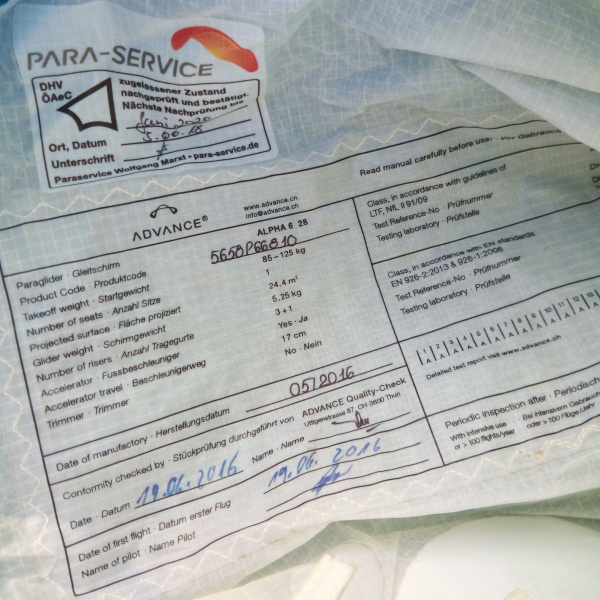 PARA-SERVICE
DHV
ÖAeC
zugelassener Zustand
nachgeprüft und bestätigt.
Nächste Nachprüfung bis
Juni 2020
Ort, Datum
Unterschrift
Paraservice Wolfgang Marxt • para-service.de
ADVANCE®
www.advance.ch
info@advance.ch
Paraglider · Gleitschirm ALPHA 6 28
Product Code · Produktcode 5658P66810
Takeoff weight · Startgewicht 85 – 125 kg
Number of seats · Anzahl Sitze 1
Projected surface · Fläche projiziert 24,4 m²
Glider weight · Schirmgewicht 5,25 kg
Number of risers · Anzahl Tragegurte 3 + 1
Accelerator · Fussbeschleuniger Yes · Ja
Accelerator travel · Beschleunigerweg 17 cm
Trimmer · Trimmer No · Nein
Date of manufactory · Herstellungsdatum 05/2016
Conformity checked by · Stückprüfung durchgeführt von ADVANCE Quality-Check
Uttigenstrasse 87, CH-3600 Thun
Date · Datum 19.06.2016 Name · Name
Date of first flight · Datum erster Flug 19.06.2016
Name of pilot · Name Pilot
Read manual carefully before use! · Vor Gebrauch
Class, in accordance with guidelines of
LTF, NfL II 91/09
Test Reference-No · Prüfnummer
Testing laboratory · Prüfstelle
Class, in accordance with EN standards
EN 926-2:2013 & 926-1:2006
Test Reference-No · Prüfnummer
Testing laboratory · Prüfstelle
Detailed test report visit www.advance.ch
Periodic inspection after · Periodisch
With intensive use Bei intensivem Gebrauch
or > 100 flights/year oder > 100 Flüge/Jahr